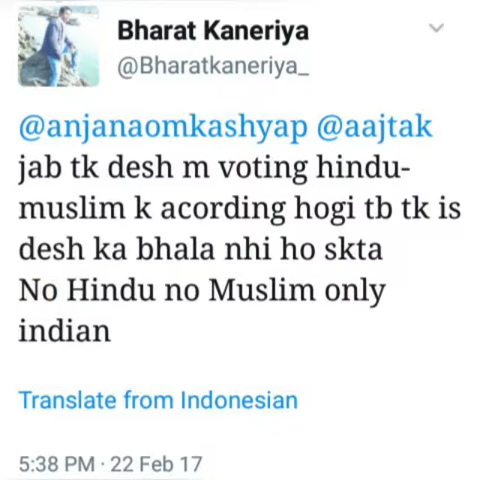 Bharat Kaneriya
@Bharatkaneriya_
@anjanaomkashyap @aajtak
jab tk desh m voting hindu-
muslim k acording hogi tb tk is
desh ka bhala nhi ho skta
No Hindu no Muslim only
indian
Translate from Indonesian
5:38 PM · 22 Feb 17